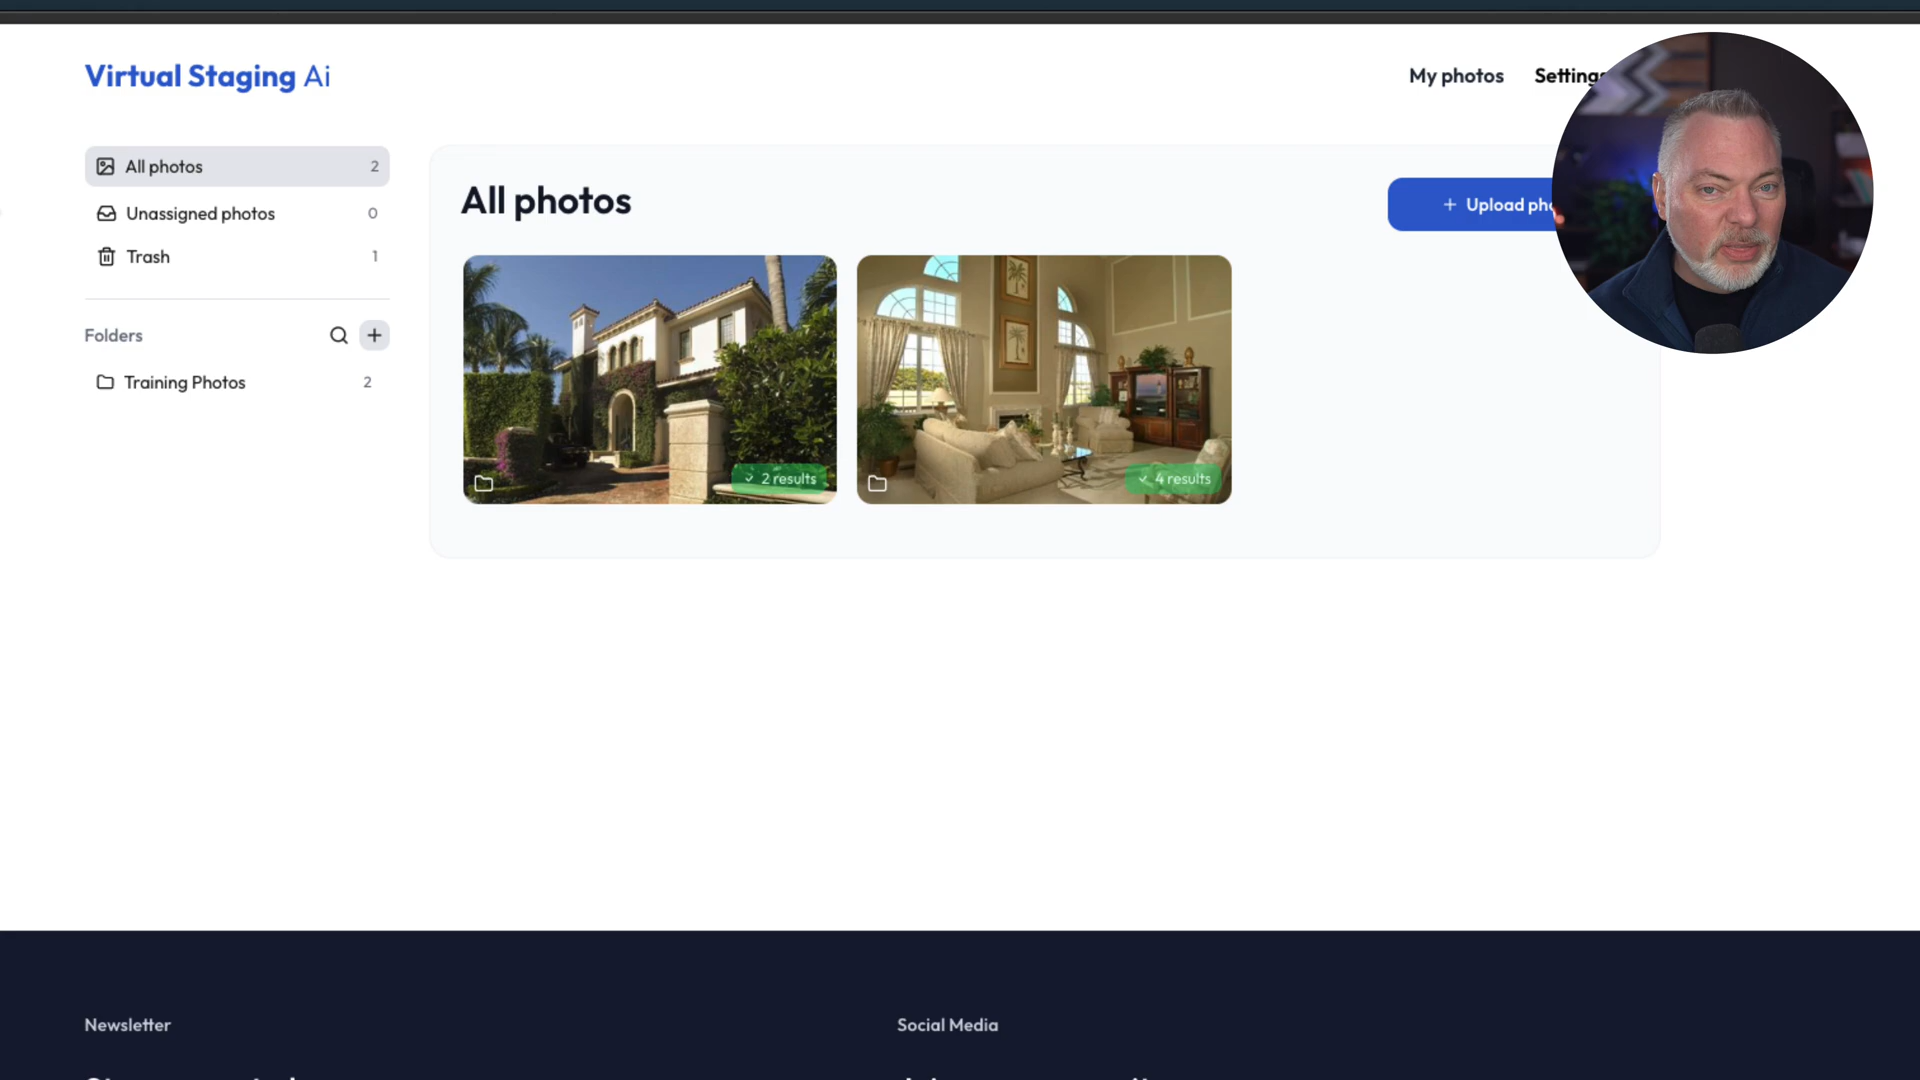 Virtual Staging Ai
My photos
Settings
All photos 2
Unassigned photos 0
Trash 1
Folders
Training Photos 2
All photos
+ Upload
2 results
4 results
Newsletter
Social Media